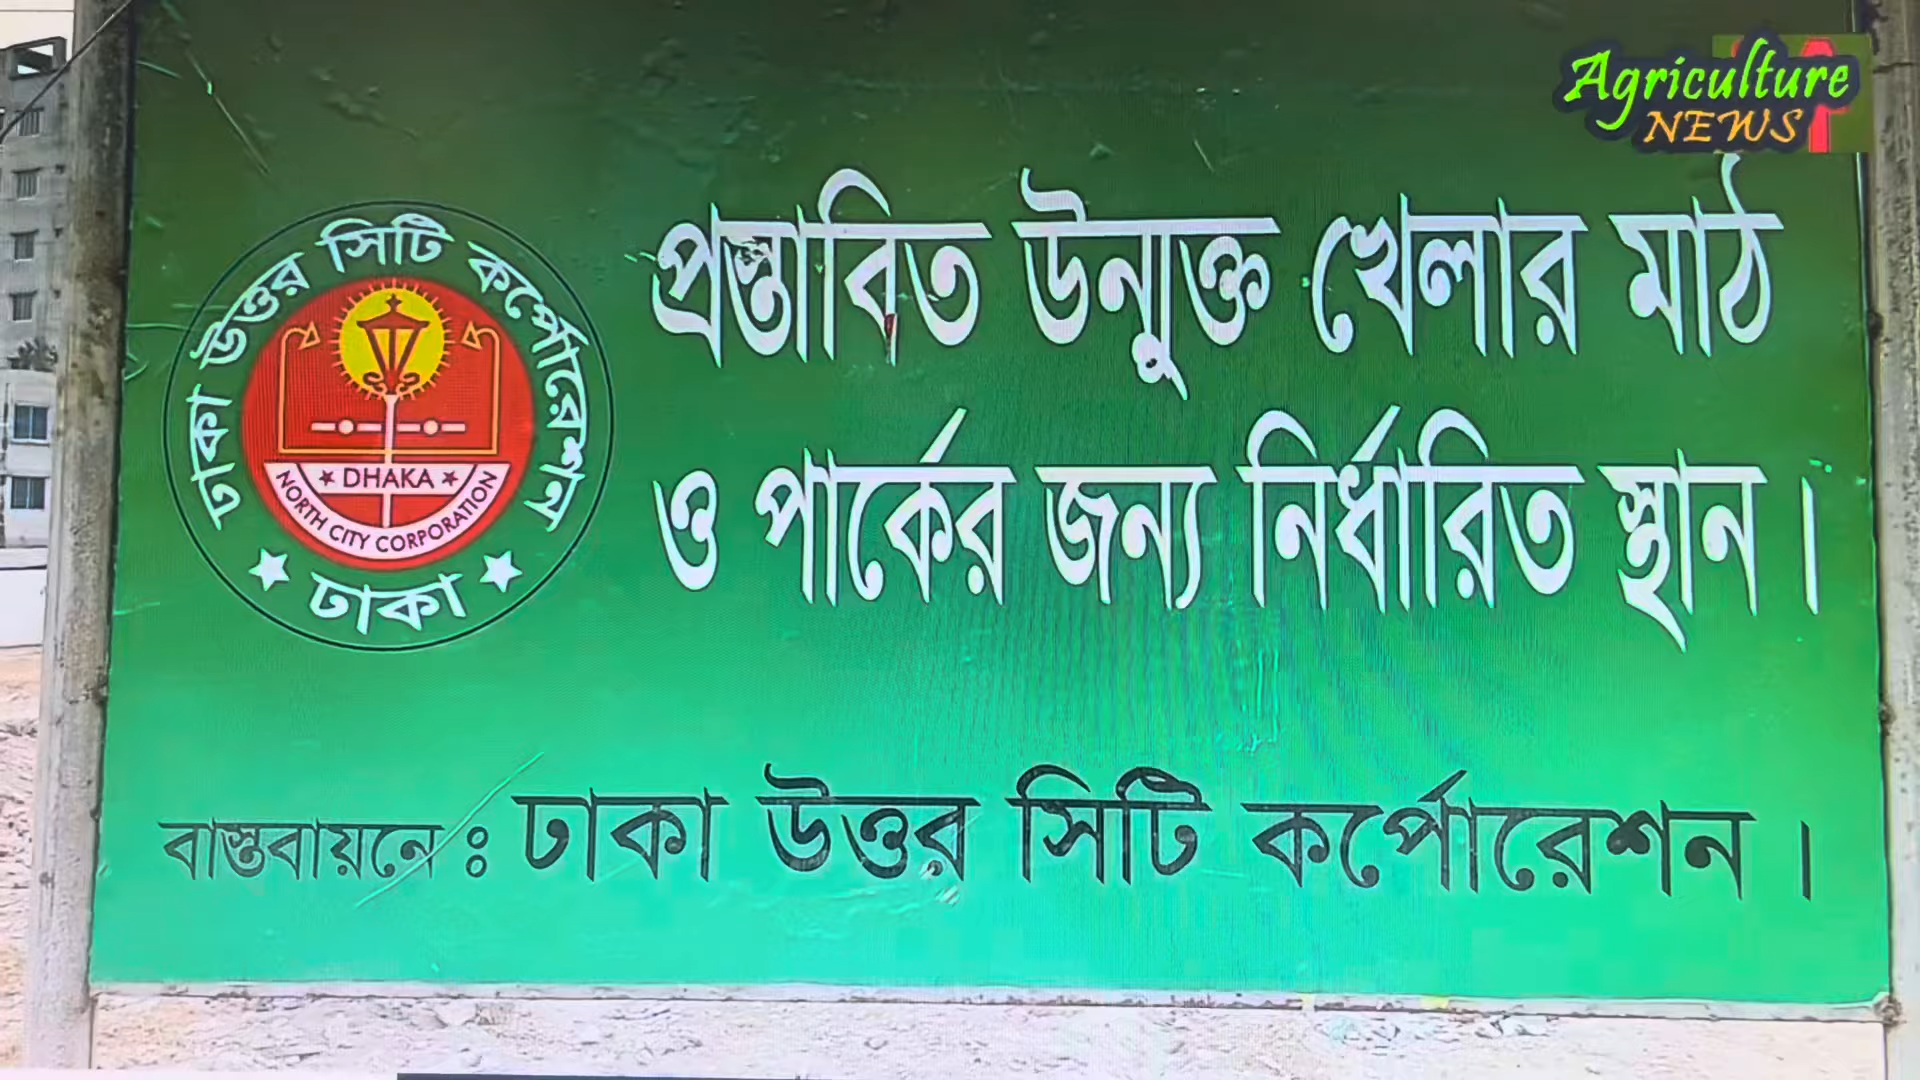 Agriculture
NEWS
ঢাকা উত্তর সিটি কর্পোরেশন
DHAKA
NORTH CITY CORPORATION
ঢাকা
প্রস্তাবিত উন্মুক্ত খেলার মাঠ
ও পার্কের জন্য নির্ধারিত স্থান।
বাস্তবায়নে ঃ ঢাকা উত্তর সিটি কর্পোরেশন।